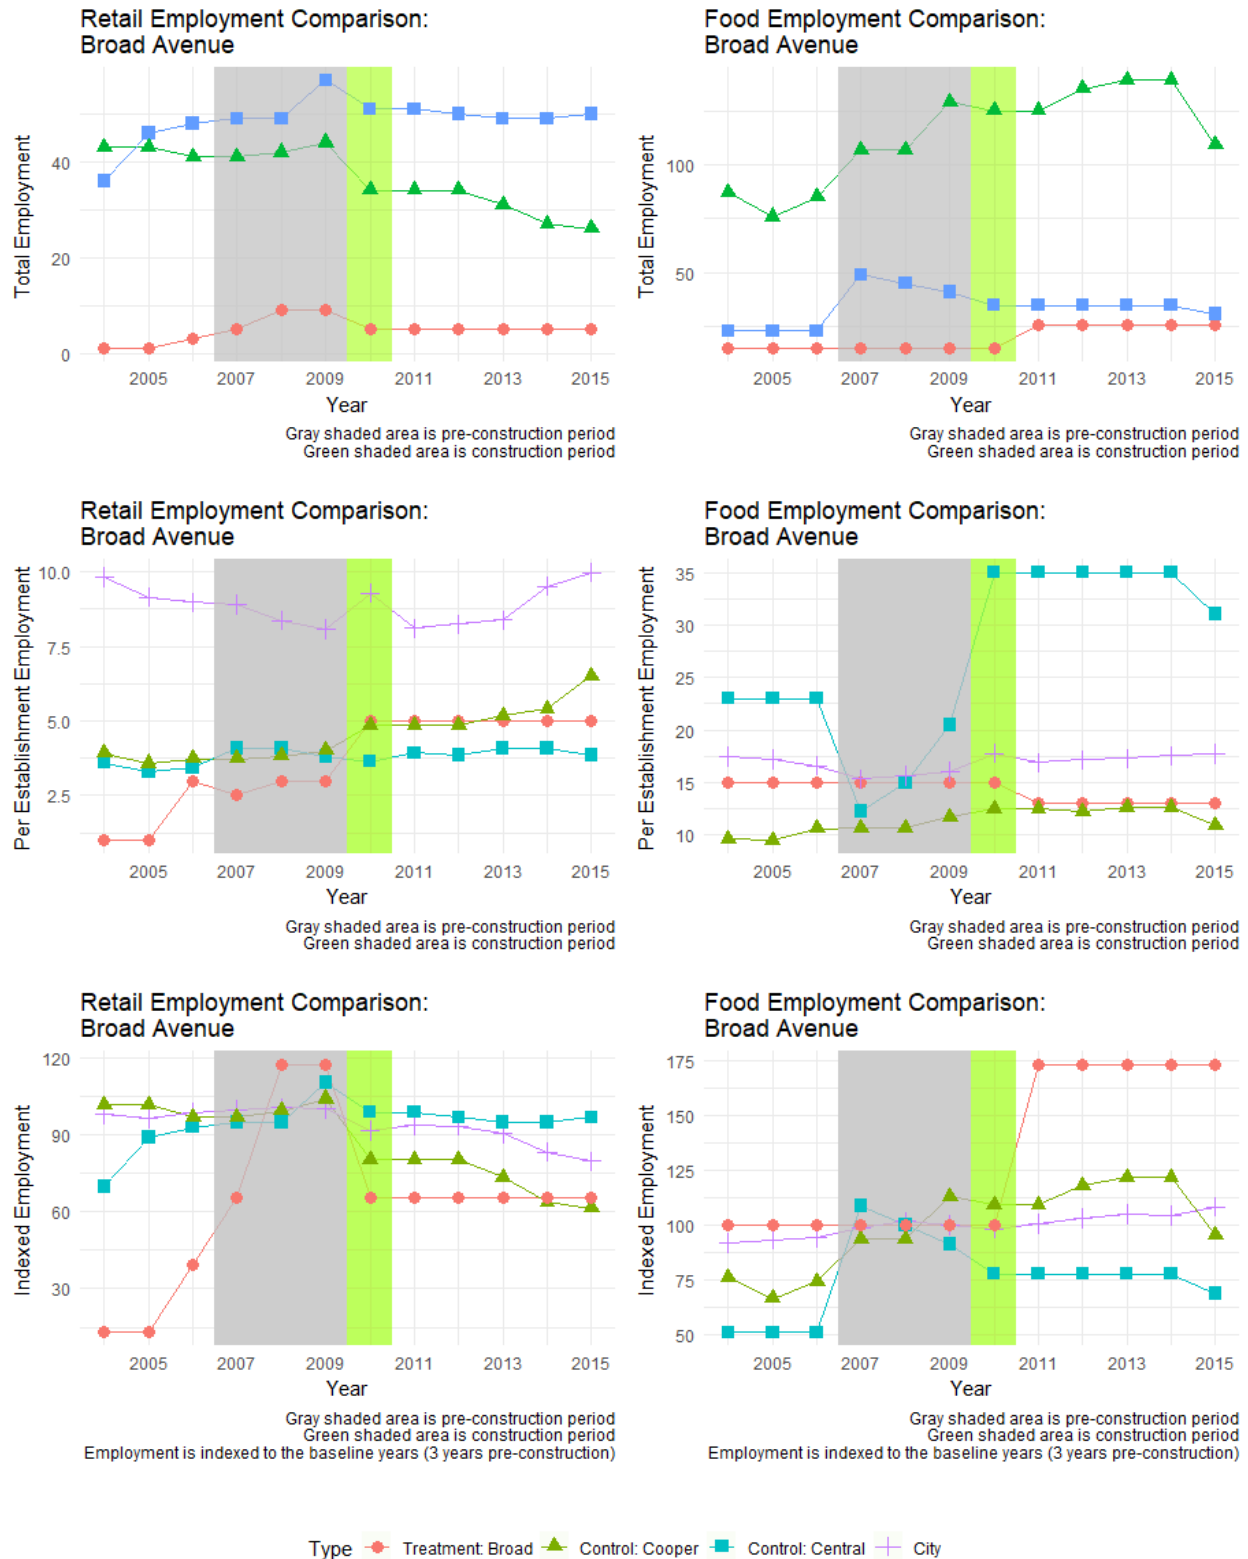 Retail Employment Comparison:
Broad Avenue
Total Employment
40
20
0
2005 2007 2009 2011 2013 2015
Year
Gray shaded area is pre-construction period
Green shaded area is construction period
Food Employment Comparison:
Broad Avenue
Total Employment
100
50
2005 2007 2009 2011 2013 2015
Year
Gray shaded area is pre-construction period
Green shaded area is construction period
Retail Employment Comparison:
Broad Avenue
Per Establishment Employment
10.0
7.5
5.0
2.5
2005 2007 2009 2011 2013 2015
Year
Gray shaded area is pre-construction period
Green shaded area is construction period
Food Employment Comparison:
Broad Avenue
Per Establishment Employment
35
30
25
20
15
10
2005 2007 2009 2011 2013 2015
Year
Gray shaded area is pre-construction period
Green shaded area is construction period
Retail Employment Comparison:
Broad Avenue
Indexed Employment
120
90
60
30
2005 2007 2009 2011 2013 2015
Year
Gray shaded area is pre-construction period
Green shaded area is construction period
Employment is indexed to the baseline years (3 years pre-construction)
Food Employment Comparison:
Broad Avenue
Indexed Employment
175
150
125
100
75
50
2005 2007 2009 2011 2013 2015
Year
Gray shaded area is pre-construction period
Green shaded area is construction period
Employment is indexed to the baseline years (3 years pre-construction)
Type Treatment: Broad Control: Cooper Control: Central City